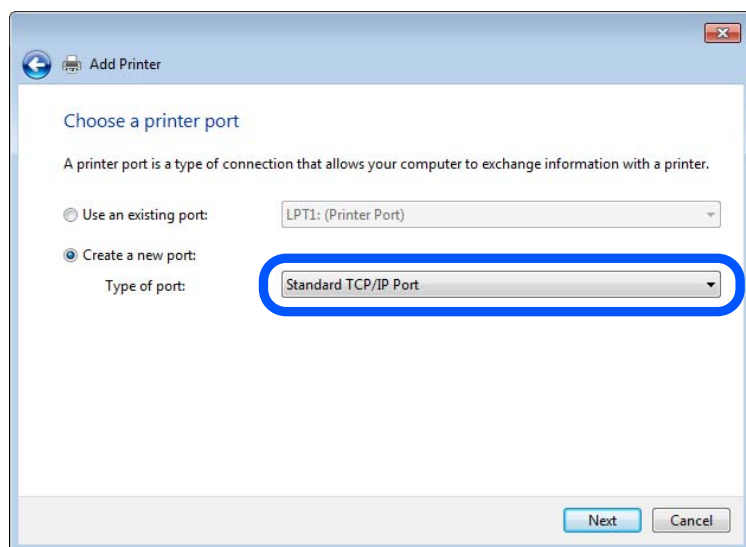 Add Printer
Choose a printer port
A printer port is a type of connection that allows your computer to exchange information with a printer.
Use an existing port: LPT1: (Printer Port)
Create a new port:
Type of port: Standard TCP/IP Port
Next Cancel